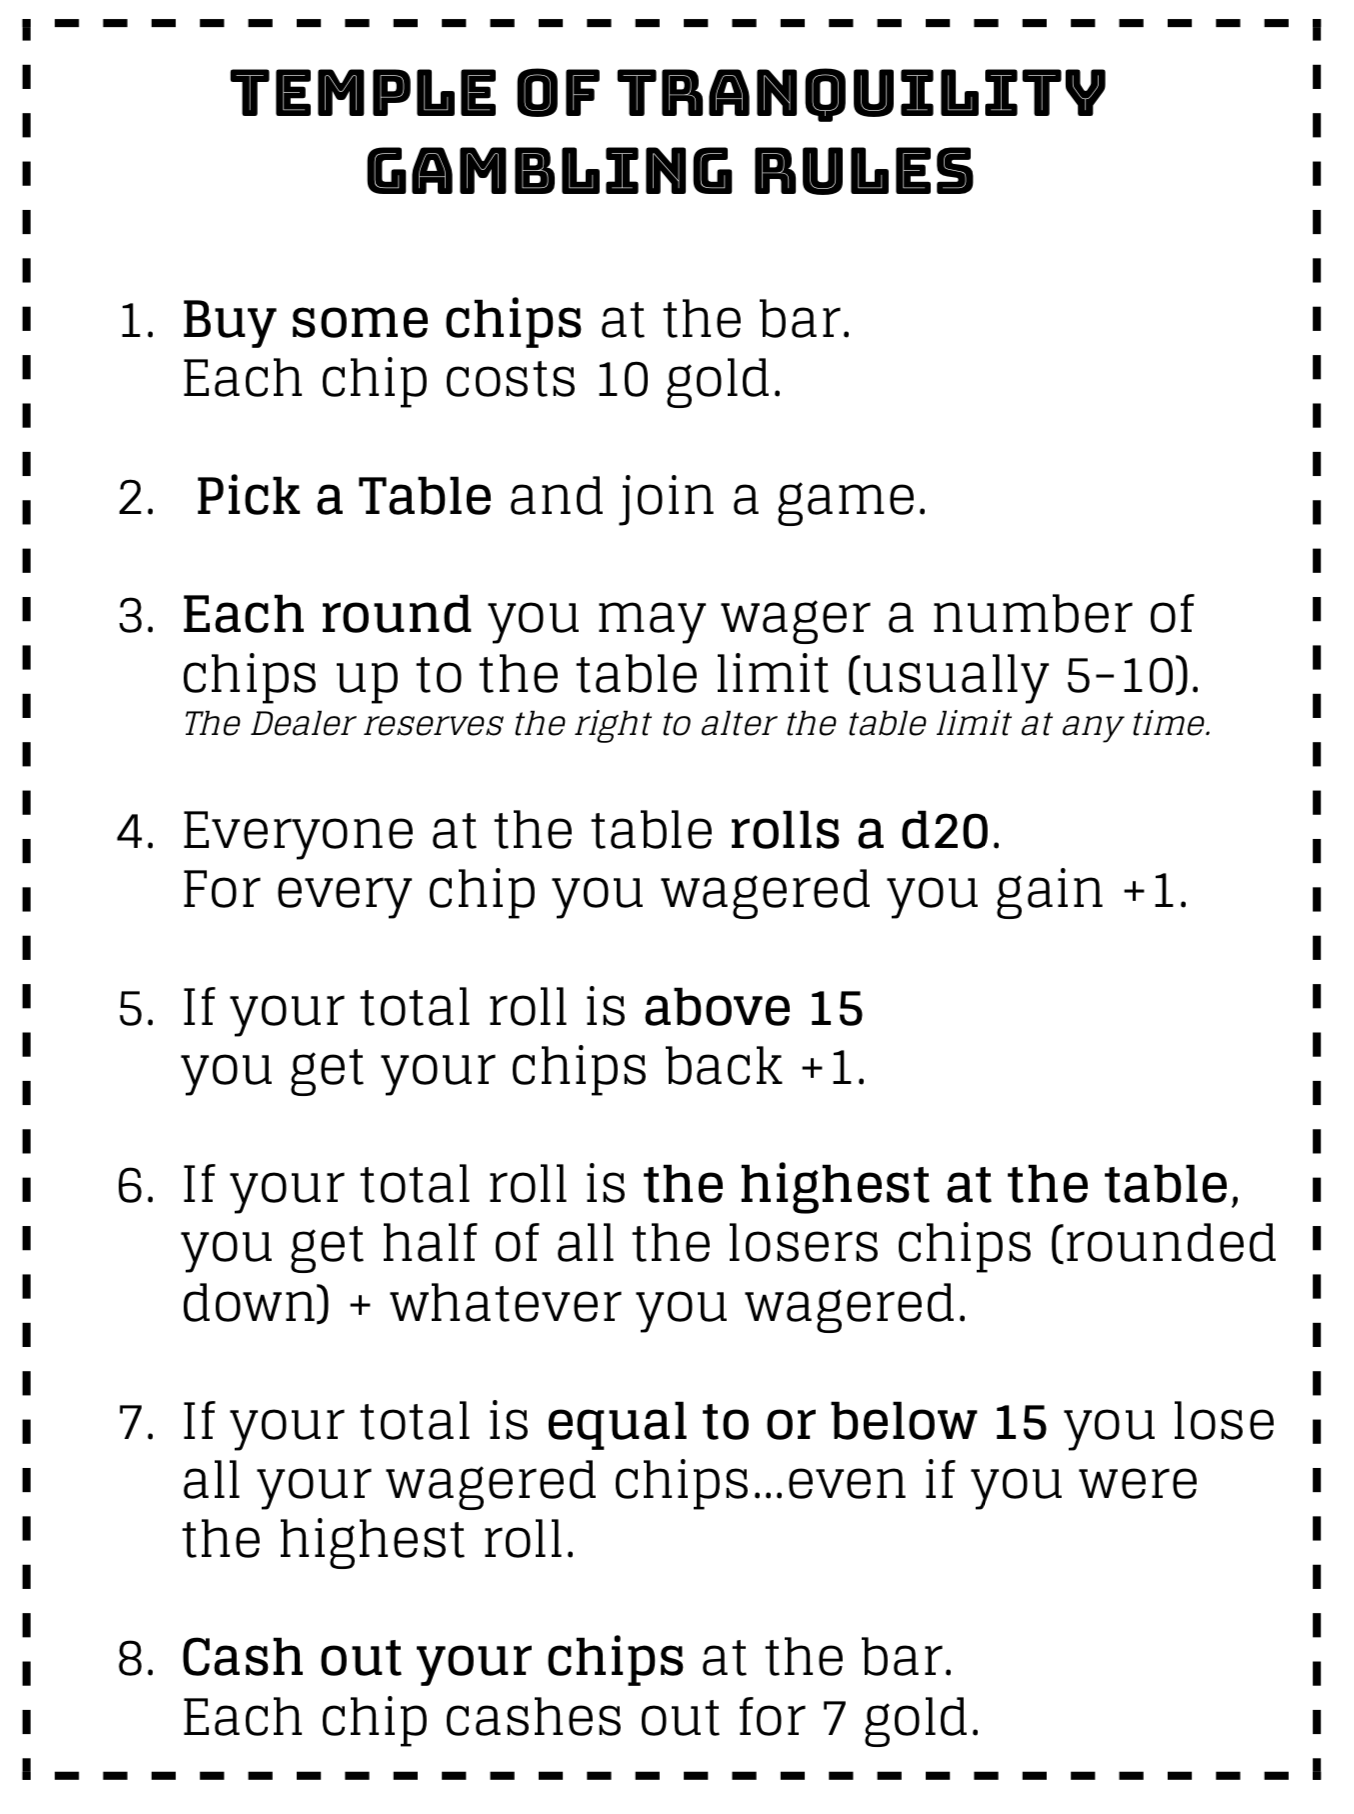 TEMPLE OF TRANQUILITY
GAMBLING RULES
1. Buy some chips at the bar.
Each chip costs 10 gold.
2. Pick a Table and join a game.
3. Each round you may wager a number of
chips up to the table limit (usually 5-10).
The Dealer reserves the right to alter the table limit at any time.
4. Everyone at the table rolls a d20.
For every chip you wagered you gain +1.
5. If your total roll is above 15
you get your chips back +1.
6. If your total roll is the highest at the table,
you get half of all the losers chips (rounded
down) + whatever you wagered.
7. If your total is equal to or below 15 you lose
all your wagered chips...even if you were
the highest roll.
8. Cash out your chips at the bar.
Each chip cashes out for 7 gold.